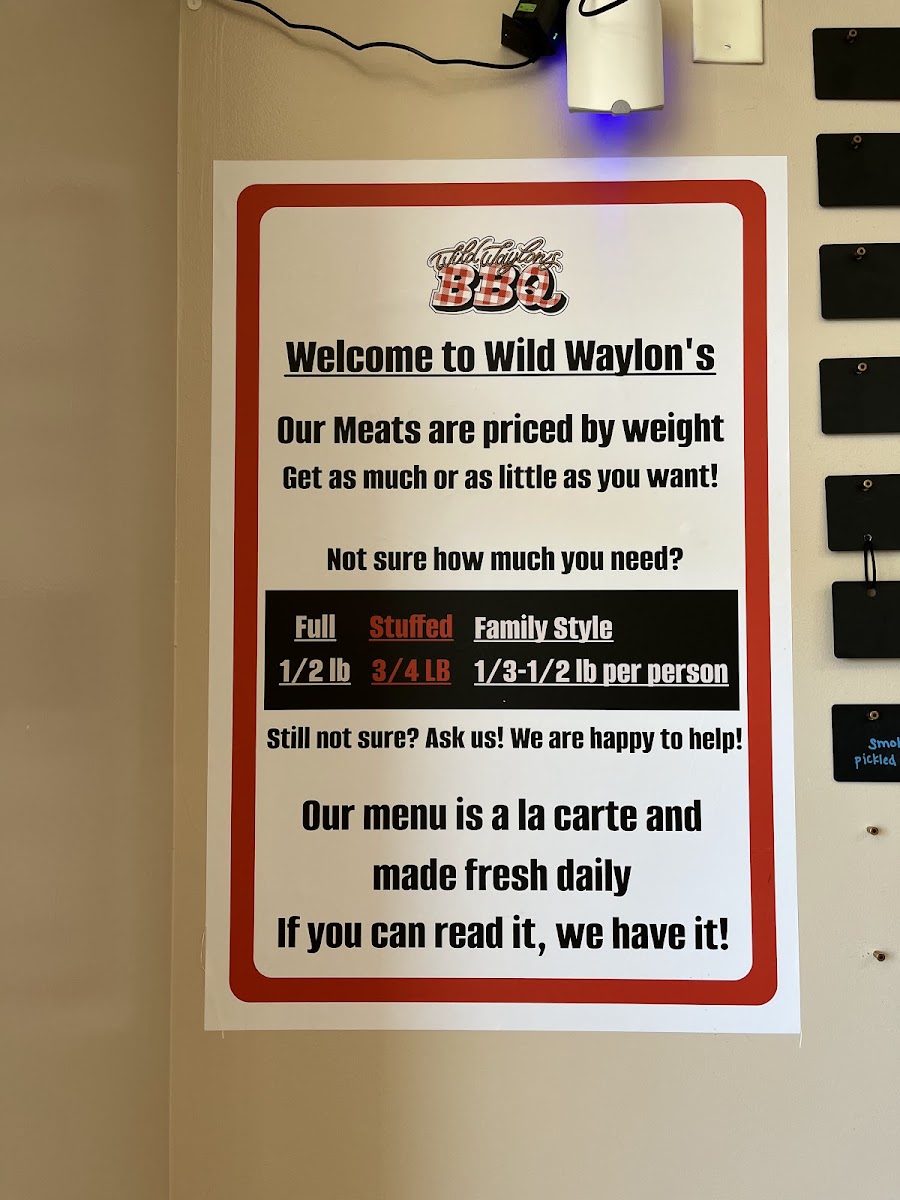 Wild Waylon's
BBQ
Welcome to Wild Waylon's
Our Meats are priced by weight
Get as much or as little as you want!
Not sure how much you need?
Full Stuffed Family Style
1/2 lb 3/4 LB 1/3-1/2 lb per person
Still not sure? Ask us! We are happy to help!
Our menu is a la carte and
made fresh daily
If you can read it, we have it!
pickled